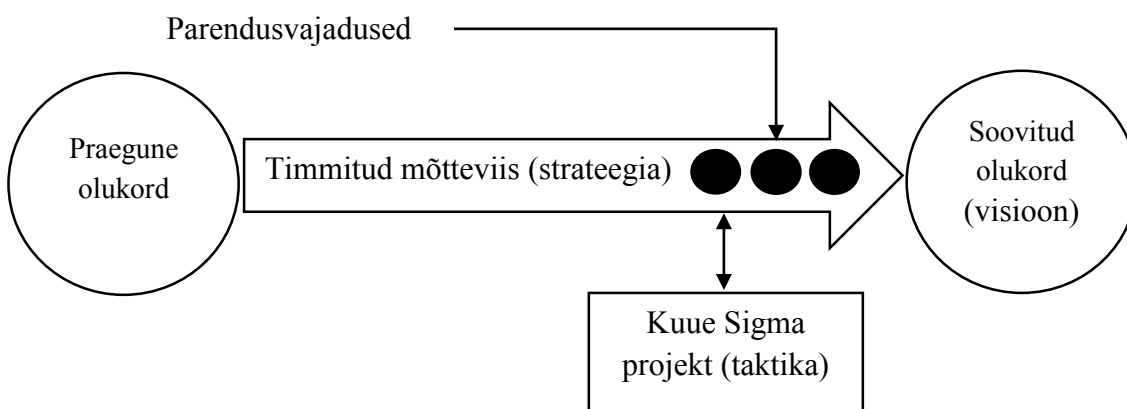 Parendusvajadused
Praegune
olukord
Timmitud mõtteviis (strateegia)
Soovitud
olukord
(visioon)
Kuue Sigma
projekt (taktika)